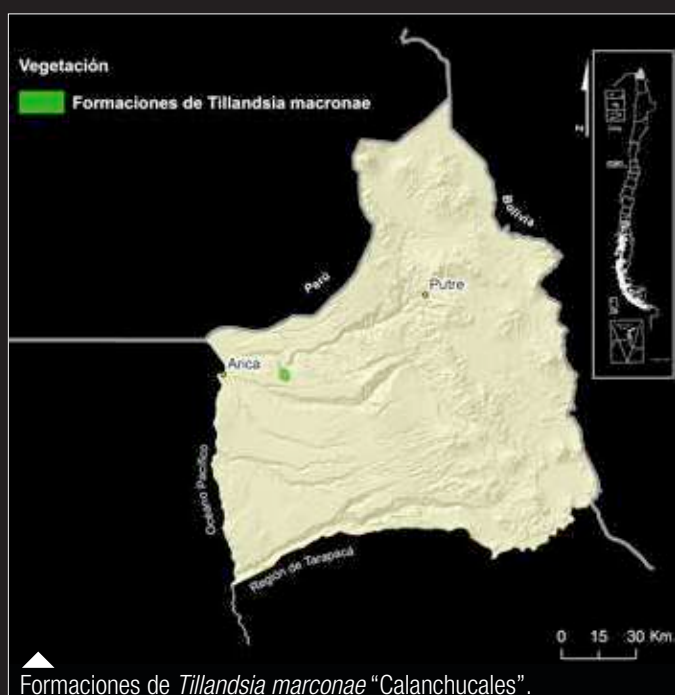 Vegetación
Formaciones de Tillandsia macronae
N
Bolivia
Perú
Putre
Arica
Océano Pacífico
Región de Tarapacá
0 15 30 Km.
Formaciones de Tillandsia marconae “Calanchucales”.